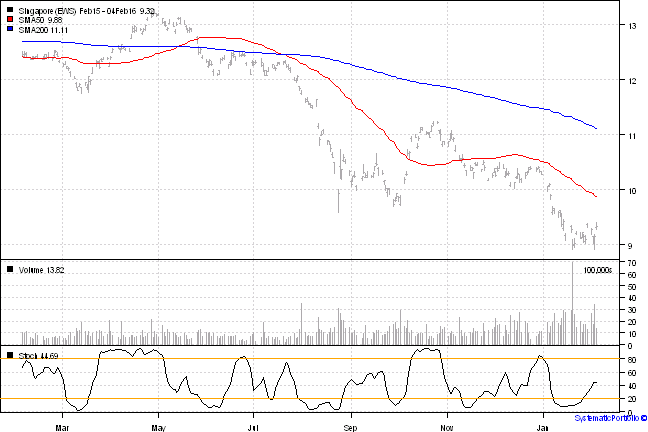 Singapore (EWS) Feb15 - 04Feb16 9.32
SMA50 9.88
SMA200 11.11
13
12
11
10
9
Volume 13.82
100,000s
70
60
50
40
30
20
10
0
Stoch 44.69
80
60
40
20
0
Mar May Jul Sep Nov Jan
SystematicPortfolio ©